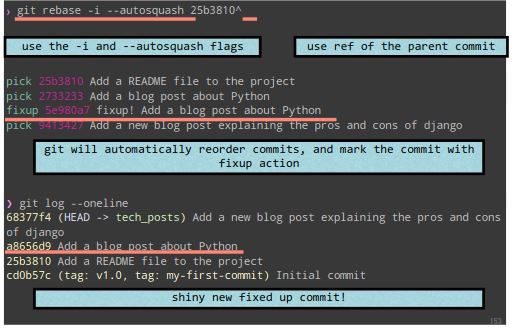 ❯ git rebase -i --autosquash 25b3810^
use the -i and --autosquash flags
use ref of the parent commit
pick 25b3810 Add a README file to the project
pick 2733233 Add a blog post about Python
fixup 5e980a7 fixup! Add a blog post about Python
pick 9413427 Add a new blog post explaining the pros and cons of django
git will automatically reorder commits, and mark the commit with
fixup action
❯ git log --oneline
68377f4 (HEAD -> tech_posts) Add a new blog post explaining the pros and cons
of django
a8656d9 Add a blog post about Python
25b3810 Add a README file to the project
cd0b57c (tag: v1.0, tag: my-first-commit) Initial commit
shiny new fixed up commit!
153